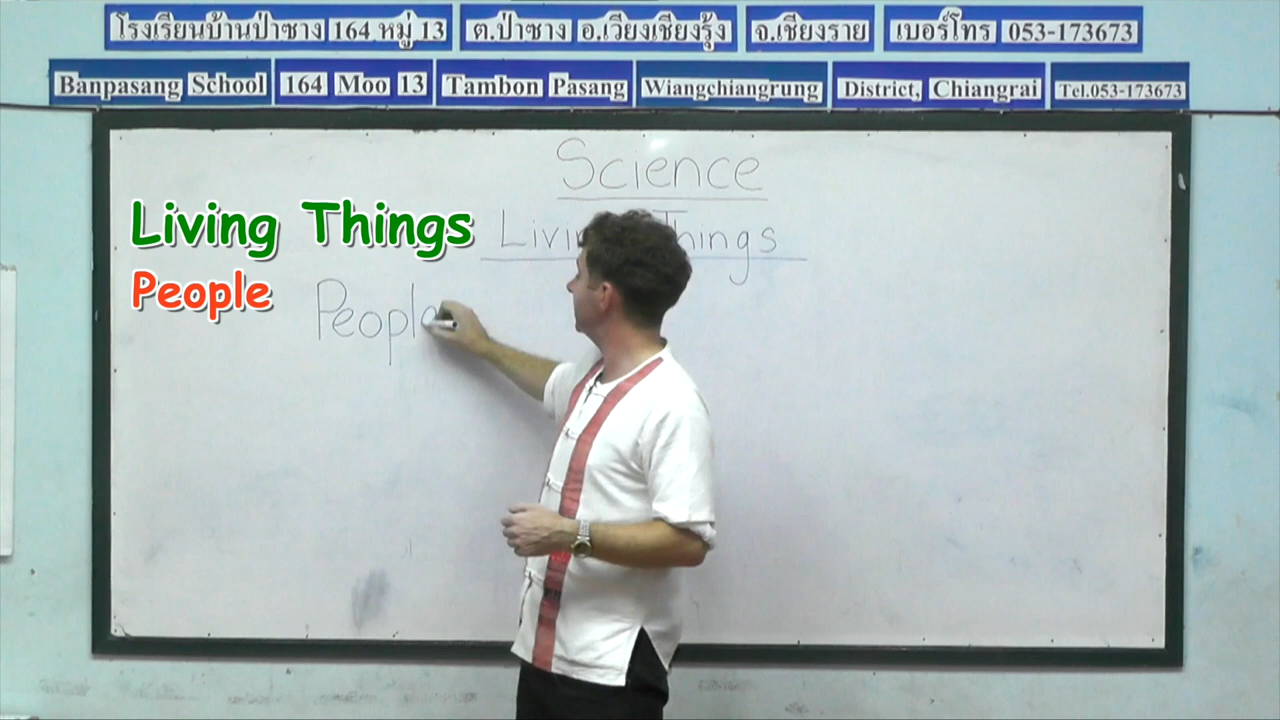 โรงเรียนบ้านป่าซาง 164 หมู่ 13 ต.ป่าซาง อ.เวียงเชียงรุ้ง จ.เชียงราย เบอร์โทร 053-173673
Banpasang School 164 Moo 13 Tambon Pasang Wiangchiangrung District, Chiangrai Tel.053-173673
Science
Living Things
Living Things
People
People